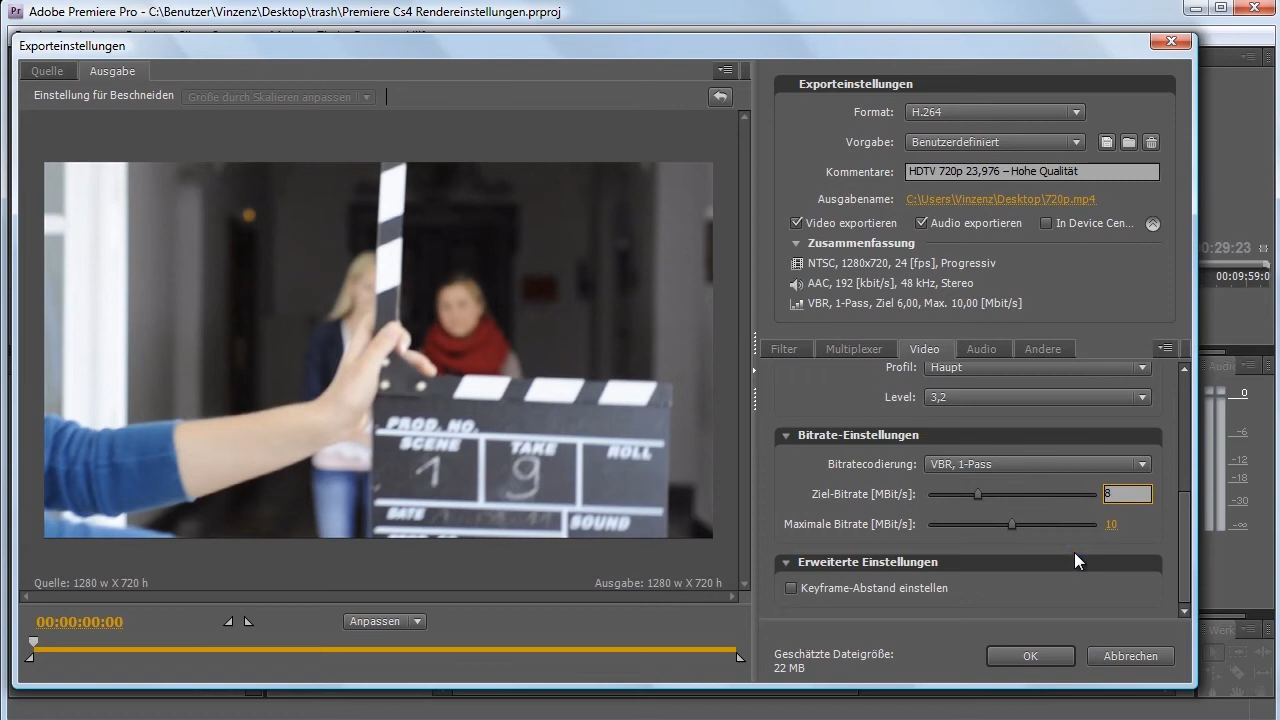 Adobe Premiere Pro - C:\Benutzer\Vinzenz\Desktop\trash\Premiere Cs4 Rendereinstellungen.prproj
Exporteinstellungen
Quelle Ausgabe
Einstellung für Beschneiden Größe durch Skalieren anpassen
PROD. NO.
SCENE TAKE ROLL
1 9
DATE SOUND
Quelle: 1280 w X 720 h Ausgabe: 1280 w X 720 h
00:00:00:00 Anpassen
Exporteinstellungen
Format: H.264
Vorgabe: Benutzerdefiniert
Kommentare: HDTV 720p 23,976 – Hohe Qualität
Ausgabename: C:\Users\Vinzenz\Desktop\720p.mp4
Video exportieren Audio exportieren In Device Cen...
Zusammenfassung
NTSC, 1280x720, 24 [fps], Progressiv
AAC, 192 [kbit/s], 48 kHz, Stereo
VBR, 1-Pass, Ziel 6,00, Max. 10,00 [Mbit/s]
Filter Multiplexer Video Audio Andere
Profil: Haupt
Level: 3,2
Bitrate-Einstellungen
Bitratecodierung: VBR, 1-Pass
Ziel-Bitrate [MBit/s]: 8
Maximale Bitrate [MBit/s]: 10
Erweiterte Einstellungen
Keyframe-Abstand einstellen
Geschätzte Dateigröße:
22 MB
OK Abbrechen
00:29:23
00:09:59:0
Audio
0
-6
-12
-18
-30
-∞
Werk